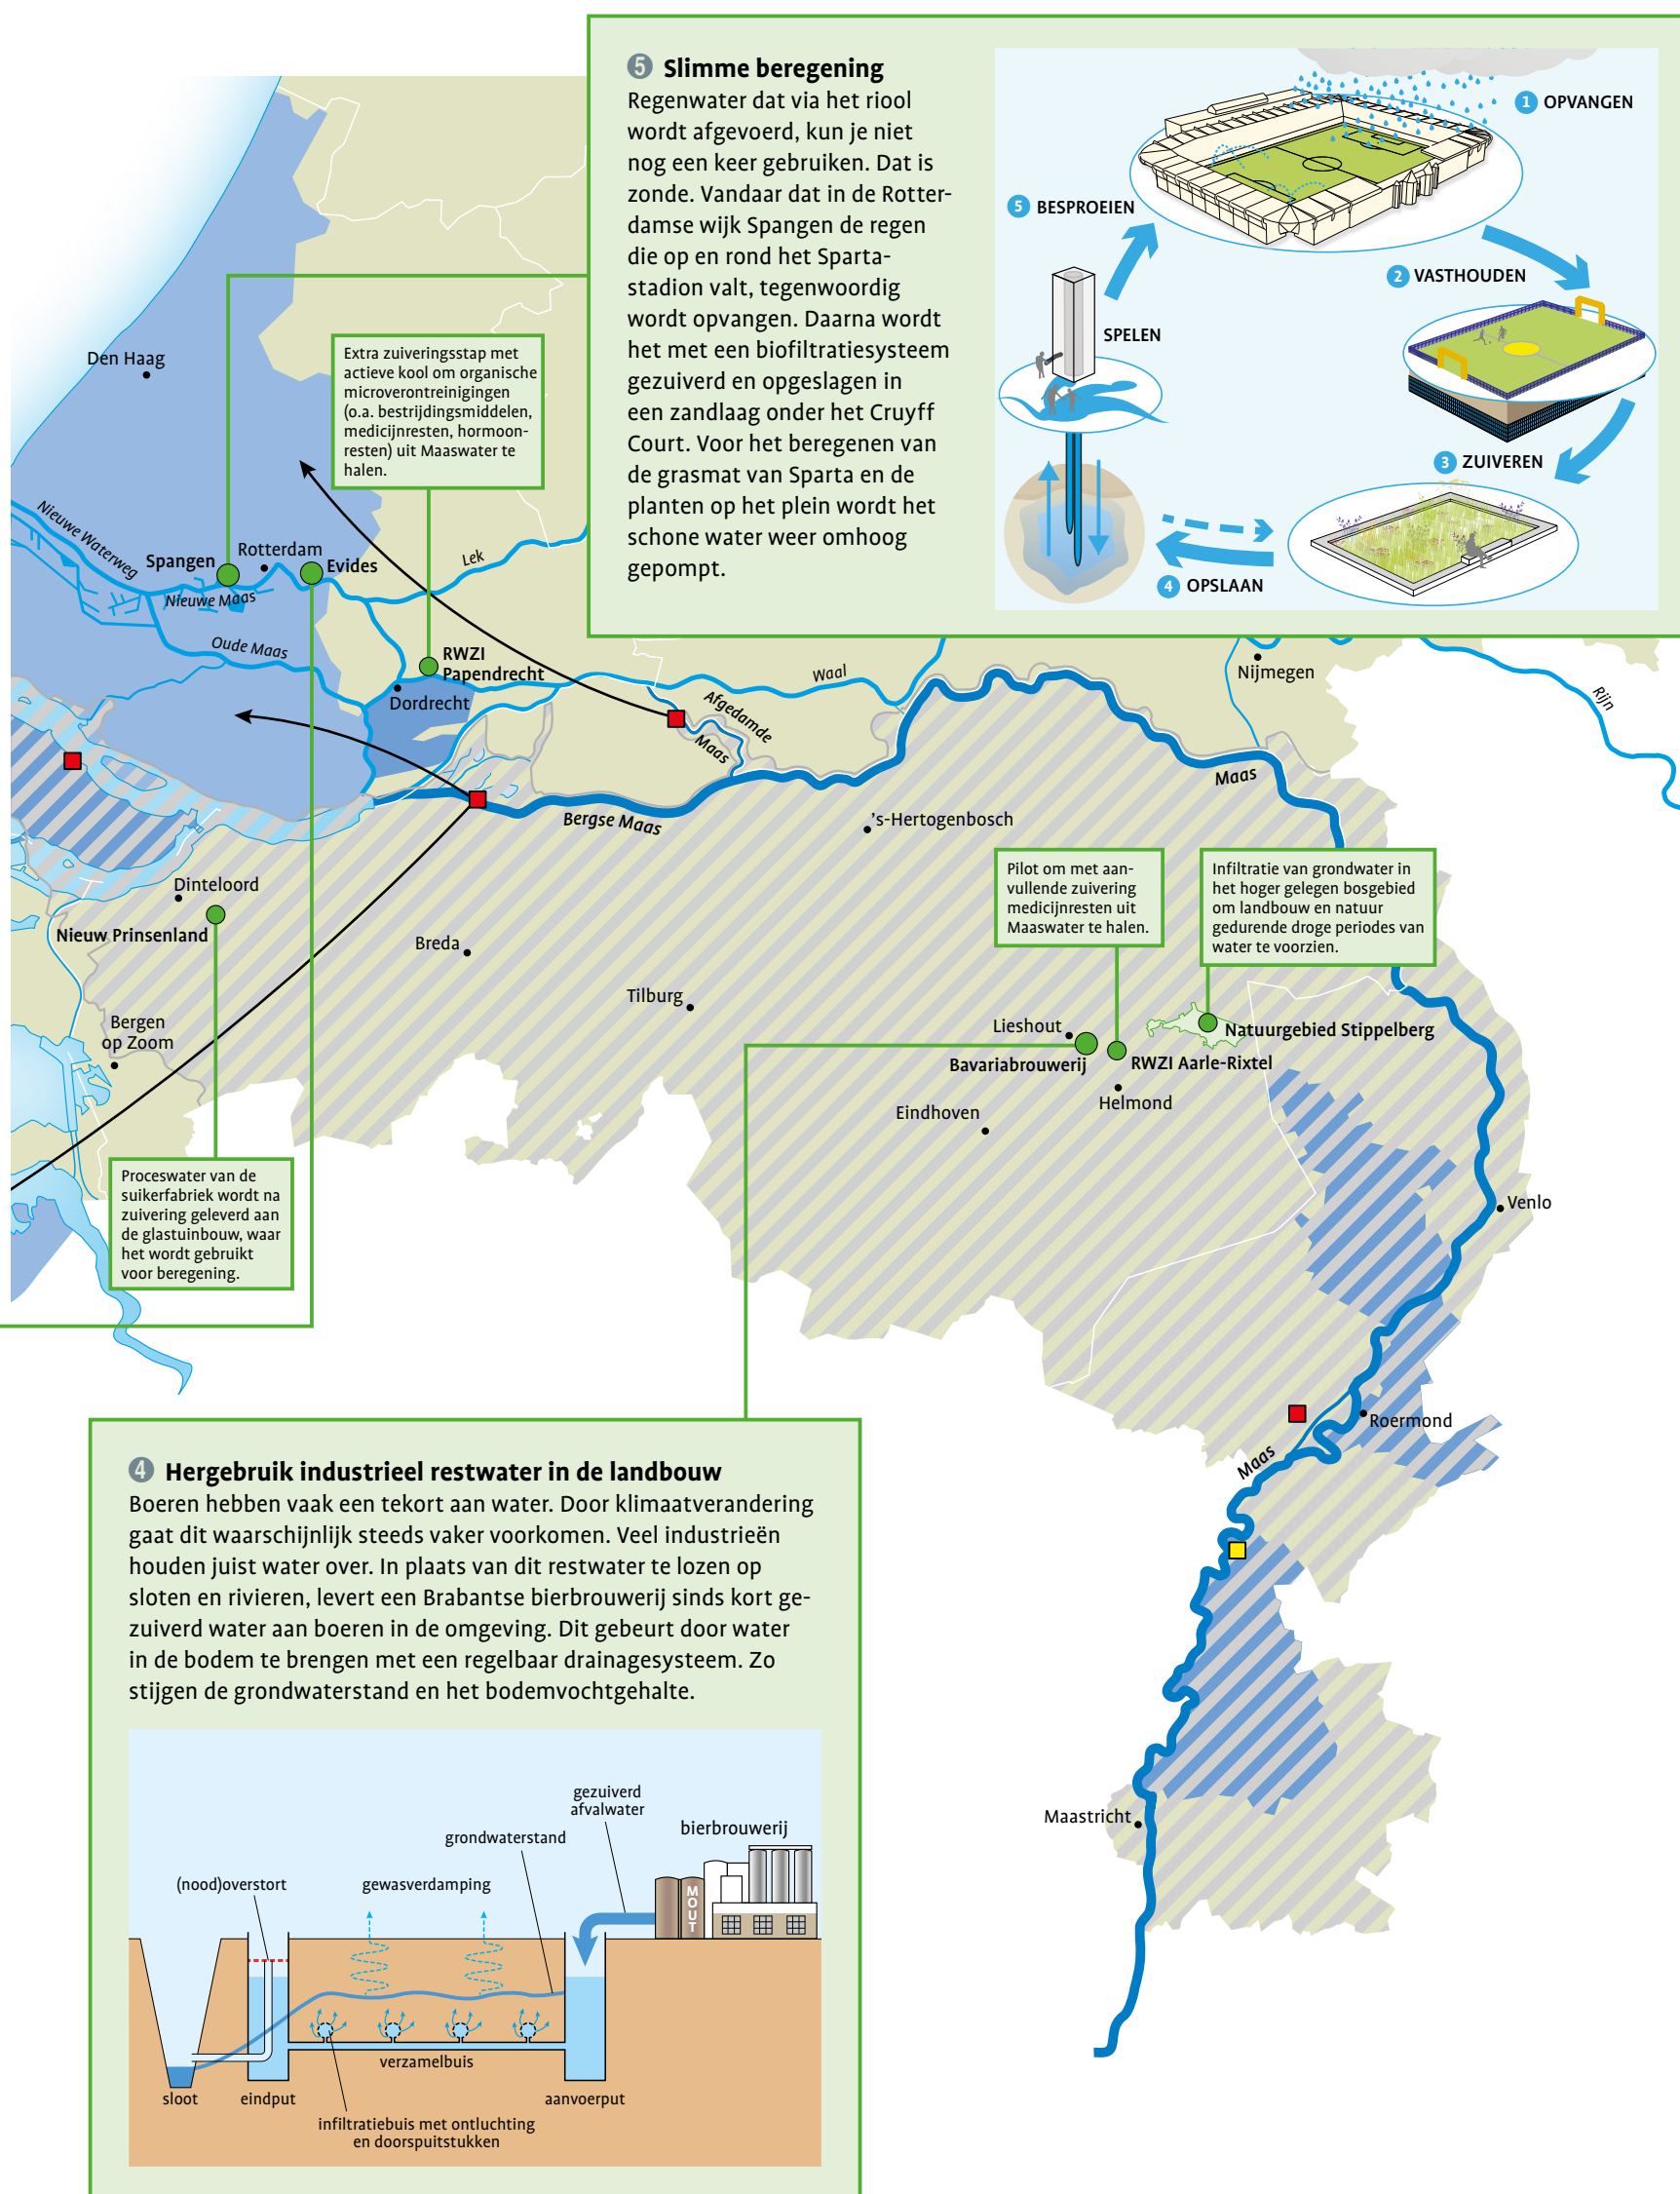 5 Slimme beregening
Regenwater dat via het riool
wordt afgevoerd, kun je niet
nog een keer gebruiken. Dat is
zonde. Vandaar dat in de Rotter-
damse wijk Spangen de regen
die op en rond het Sparta-
stadion valt, tegenwoordig
wordt opvangen. Daarna wordt
het met een biofiltratiesysteem
gezuiverd en opgeslagen in
een zandlaag onder het Cruyff
Court. Voor het beregenen van
de grasmat van Sparta en de
planten op het plein wordt het
schone water weer omhoog
gepompt.
1 OPVANGEN
5 BESPROEIEN
2 VASTHOUDEN
SPELEN
3 ZUIVEREN
4 OPSLAAN
Den Haag
Extra zuiveringsstap met
actieve kool om organische
microverontreinigingen
(o.a. bestrijdingsmiddelen,
medicijnresten, hormoon-
resten) uit Maaswater te
halen.
Nieuwe Waterweg
Spangen
Rotterdam
Evides
Lek
Nieuwe Maas
Oude Maas
RWZI
Papendrecht
Dordrecht
Waal
Afgedamde
Maas
Nijmegen
Rijn
Maas
Bergse Maas
's-Hertogenbosch
Dinteloord
Nieuw Prinsenland
Breda
Tilburg
Bergen
op Zoom
Pilot om met aan-
vullende zuivering
medicijnresten uit
Maaswater te halen.
Infiltratie van grondwater in
het hoger gelegen bosgebied
om landbouw en natuur
gedurende droge periodes van
water te voorzien.
Lieshout
Bavariabrouwerij
Natuurgebied Stippelberg
RWZI Aarle-Rixtel
Helmond
Eindhoven
Proceswater van de
suikerfabriek wordt na
zuivering geleverd aan
de glastuinbouw, waar
het wordt gebruikt
voor beregening.
Venlo
Roermond
Maas
Maastricht
4 Hergebruik industrieel restwater in de landbouw
Boeren hebben vaak een tekort aan water. Door klimaatverandering
gaat dit waarschijnlijk steeds vaker voorkomen. Veel industrieën
houden juist water over. In plaats van dit restwater te lozen op
sloten en rivieren, levert een Brabantse bierbrouwerij sinds kort ge-
zuiverd water aan boeren in de omgeving. Dit gebeurt door water
in de bodem te brengen met een regelbaar drainagesysteem. Zo
stijgen de grondwaterstand en het bodemvochtgehalte.
gezuiverd
afvalwater
bierbrouwerij
grondwaterstand
(nood)overstort
gewasverdamping
MOUT
verzamelbuis
sloot
eindput
aanvoerput
infiltratiebuis met ontluchting
en doorspuitstukken